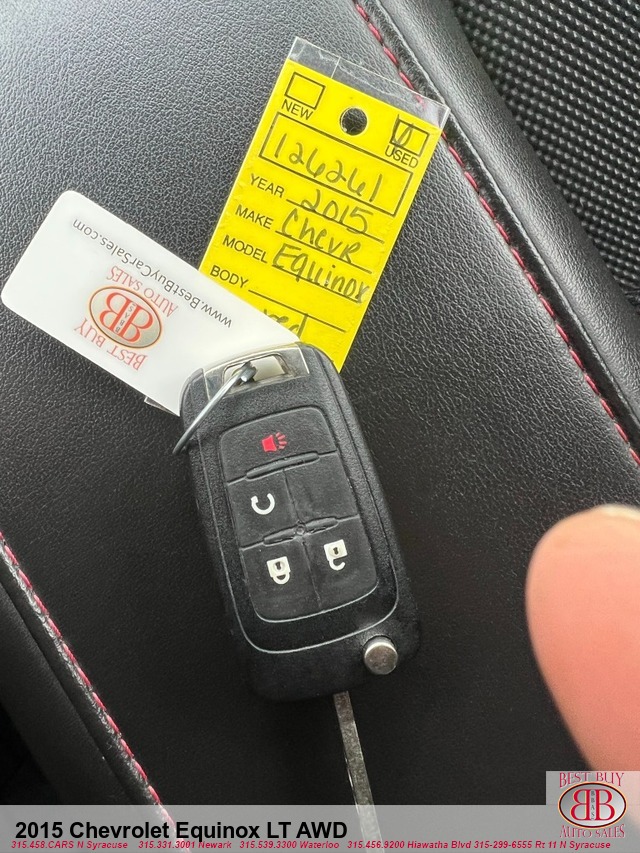 NEW
USED
126261
YEAR 2015
MAKE Chevr
MODEL Equinox
BODY
www.BestBuyCarSales.com
BEST BUY
BB
AUTO SALES
BEST BUY
BB
AUTO SALES
2015 Chevrolet Equinox LT AWD
315.458.CARS N Syracuse 315.331.3001 Newark 315.539.3300 Waterloo 315.456.9200 Hiawatha Blvd 315-299-6555 Rt 11 N Syracuse